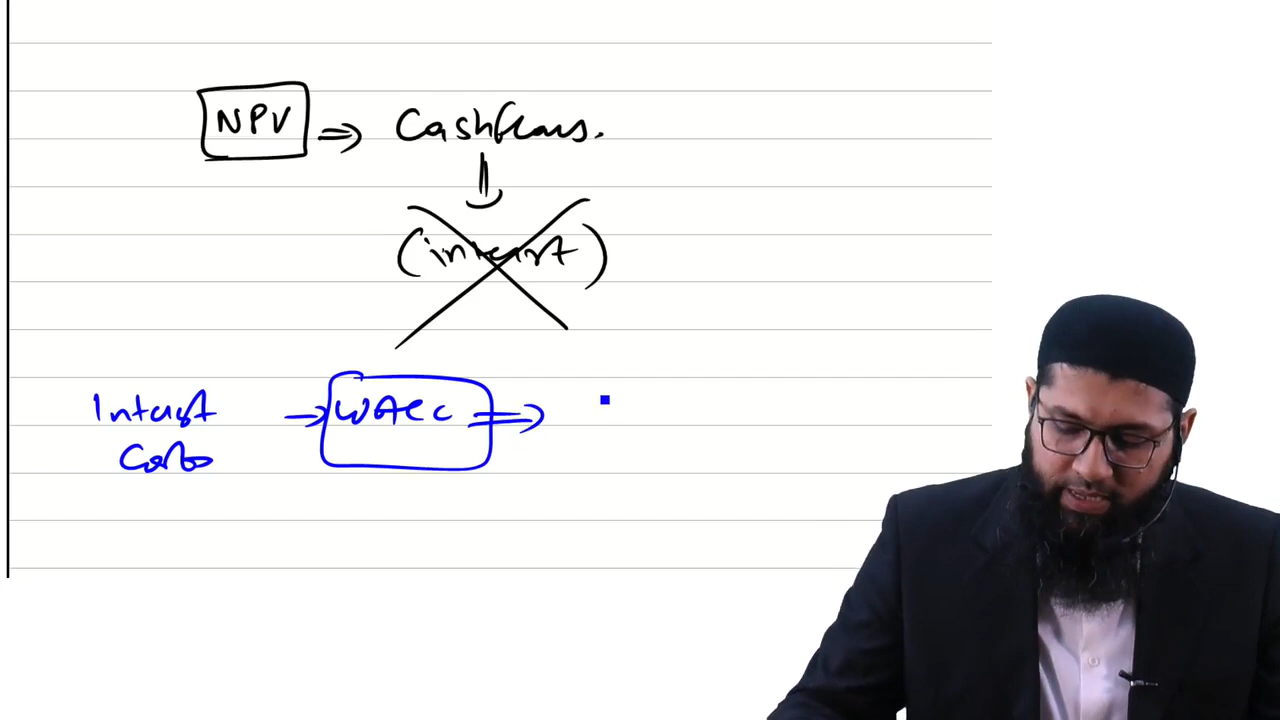 NPV ⇒ Cashflows.
(interest)
Interest → WACC ⇒
Costs